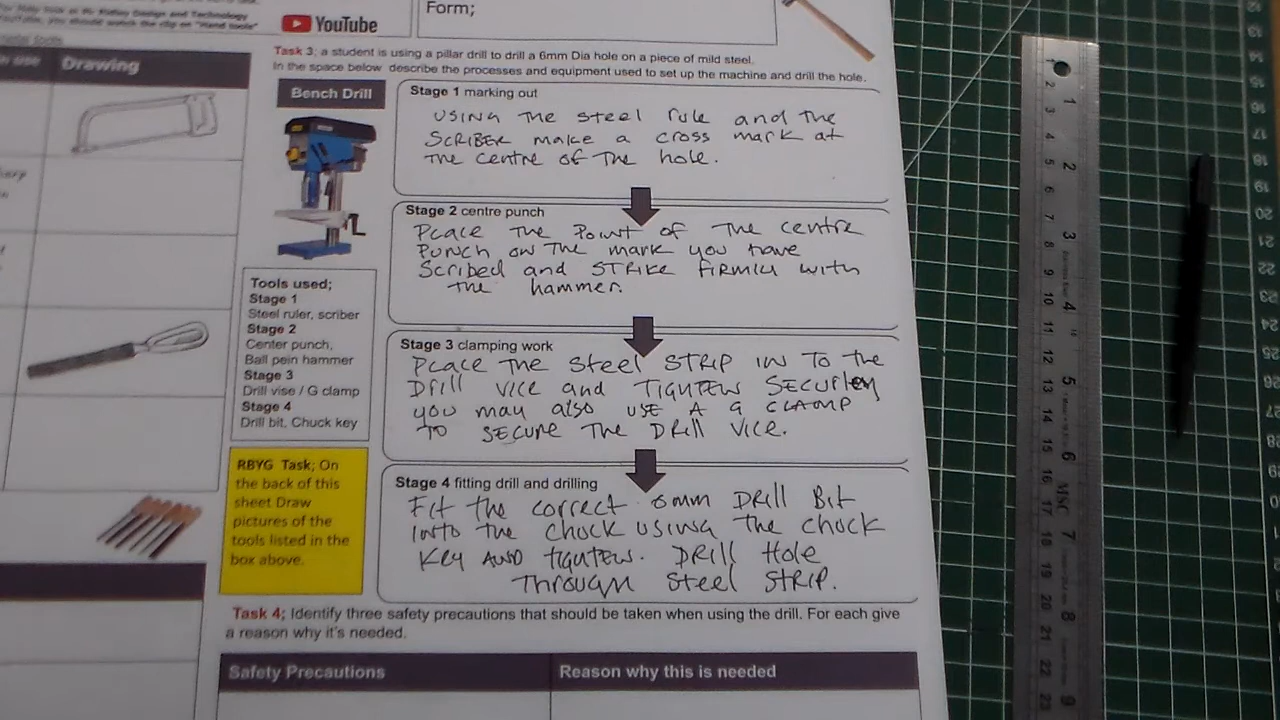 Form;
YouTube
Task 3; a student is using a pillar drill to drill a 6mm Dia hole on a piece of mild steel.
In the space below describe the processes and equipment used to set up the machine and drill the hole.
Drawing
Bench Drill
Stage 1 marking out
USING THE STEEL rule and the
SCRIBER make a cross mark at
the centre of the hole.
Stage 2 centre punch
Place the Point of the centre
Punch on the mark you have
Scribed and STRIKE firmly with
the hammer.
Tools used;
Stage 1
Steel ruler, scriber
Stage 2
Center punch,
Ball pein hammer
Stage 3
Drill vise / G clamp
Stage 4
Drill bit, Chuck key
Stage 3 clamping work
Place the Steel STRIP IN TO the
Drill VICE and TIGHTEN SECURLEY
you may also USE A G CLAMP
TO SECURE THE DRILL VICE.
RBYG Task; On
the back of this
sheet Draw
pictures of the
tools listed in the
box above.
Stage 4 fitting drill and drilling
Fit the correct 6mm DRILL Bit
into the CHUCK USING the CHUCK
Key AND tighten. DRILL Hole
Through Steel STRIP.
Task 4; Identify three safety precautions that should be taken when using the drill. For each give
a reason why it's needed.
Safety Precautions
Reason why this is needed